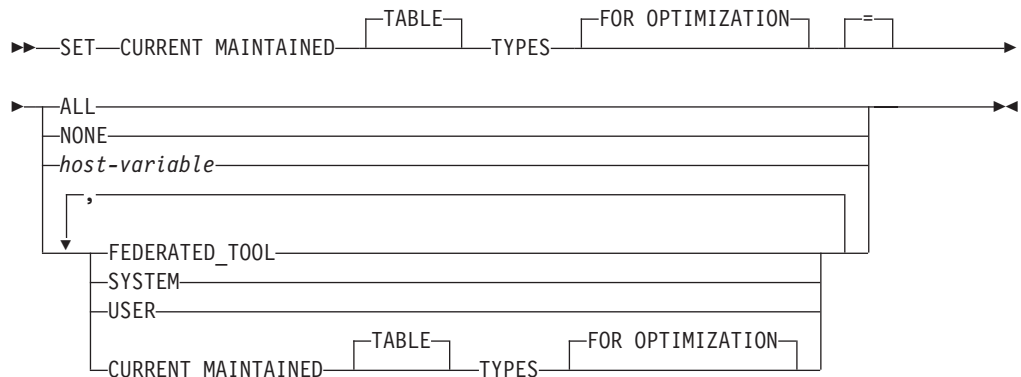 TABLE FOR OPTIMIZATION =
SET CURRENT MAINTAINED TYPES
ALL
NONE
host-variable
,
FEDERATED_TOOL
SYSTEM
USER
TABLE FOR OPTIMIZATION
CURRENT MAINTAINED TYPES